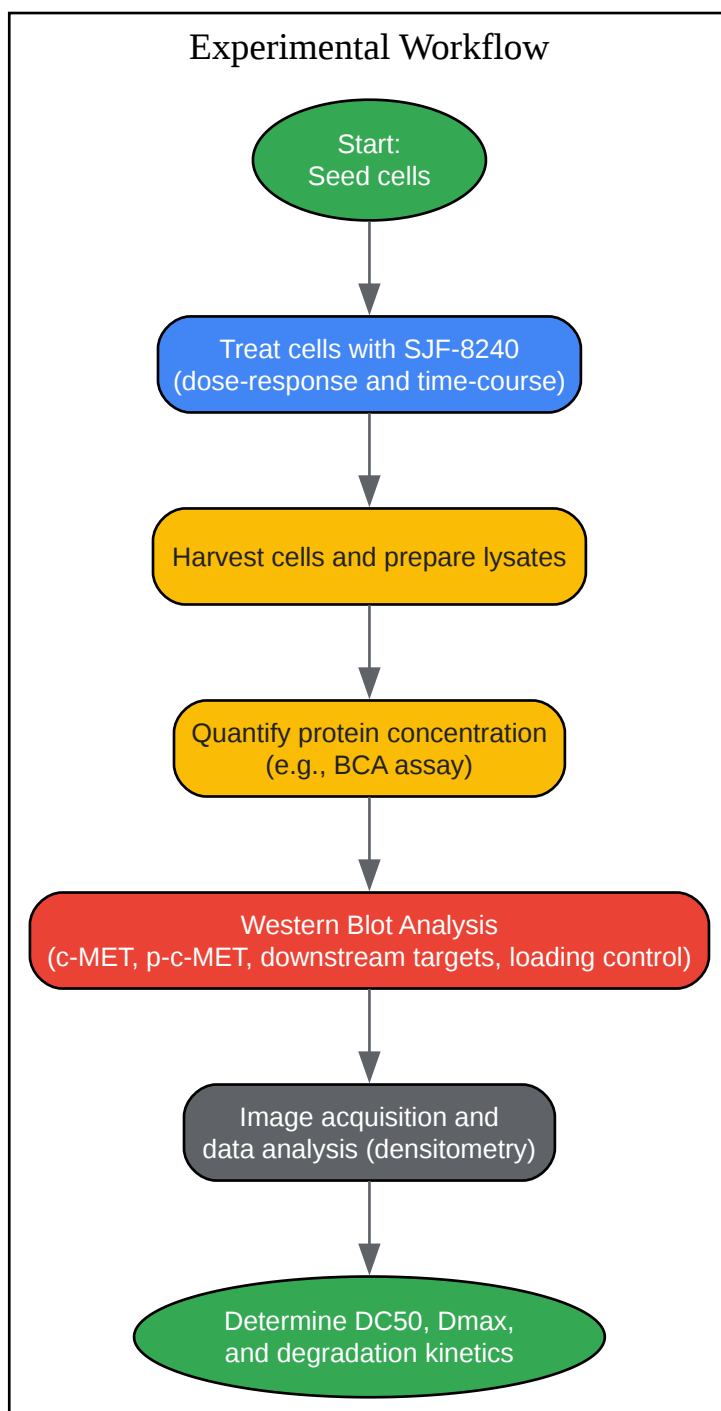 Experimental Workflow
Start:
Seed cells
Treat cells with SJF-8240
(dose-response and time-course)
Harvest cells and prepare lysates
Quantify protein concentration
(e.g., BCA assay)
Western Blot Analysis
(c-MET, p-c-MET, downstream targets, loading control)
Image acquisition and
data analysis (densitometry)
Determine DC50, Dmax,
and degradation kinetics